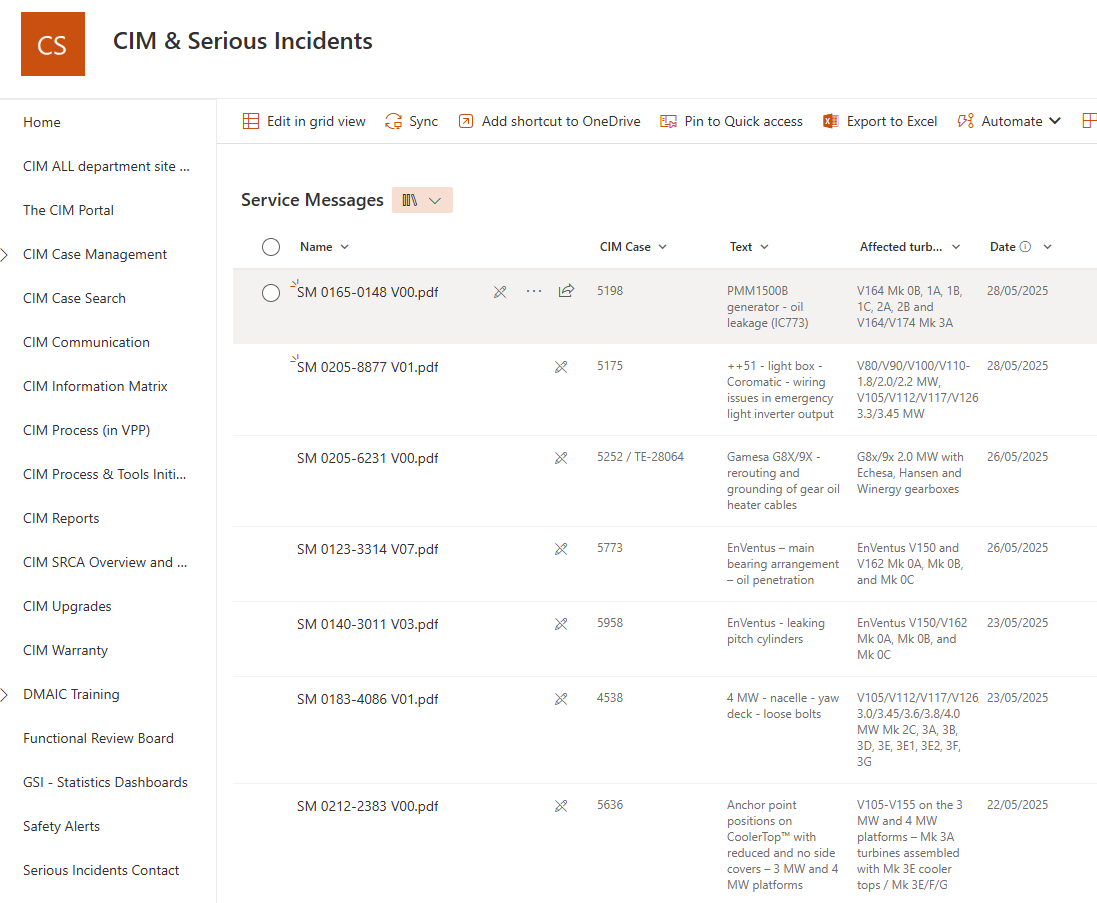 CS
CIM & Serious Incidents
Home
CIM ALL department site ...
The CIM Portal
CIM Case Management
CIM Case Search
CIM Communication
CIM Information Matrix
CIM Process (in VPP)
CIM Process & Tools Initi...
CIM Reports
CIM SRCA Overview and ...
CIM Upgrades
CIM Warranty
DMAIC Training
Functional Review Board
GSI - Statistics Dashboards
Safety Alerts
Serious Incidents Contact
Edit in grid view
Sync
Add shortcut to OneDrive
Pin to Quick access
Export to Excel
Automate
Service Messages
Name
CIM Case
Text
Affected turb...
Date
SM 0165-0148 V00.pdf
5198
PMM1500B
generator - oil
leakage (IC773)
V164 Mk 0B, 1A, 1B,
1C, 2A, 2B and
V164/V174 Mk 3A
28/05/2025
SM 0205-8877 V01.pdf
5175
++51 - light box -
Coromatic - wiring
issues in emergency
light inverter output
V80/V90/V100/V110-
1.8/2.0/2.2 MW,
V105/V112/V117/V126
3.3/3.45 MW
28/05/2025
SM 0205-6231 V00.pdf
5252 / TE-28064
Gamesa G8X/9X -
rerouting and
grounding of gear oil
heater cables
G8x/9x 2.0 MW with
Echesa, Hansen and
Winergy gearboxes
26/05/2025
SM 0123-3314 V07.pdf
5773
EnVentus – main
bearing arrangement
– oil penetration
EnVentus V150 and
V162 Mk 0A, Mk 0B,
and Mk 0C
26/05/2025
SM 0140-3011 V03.pdf
5958
EnVentus - leaking
pitch cylinders
EnVentus V150/V162
Mk 0A, Mk 0B, and
Mk 0C
23/05/2025
SM 0183-4086 V01.pdf
4538
4 MW - nacelle - yaw
deck - loose bolts
V105/V112/V117/V126
3.0/3.45/3.6/3.8/4.0
MW Mk 2C, 3A, 3B,
3D, 3E, 3E1, 3E2, 3F,
3G
23/05/2025
SM 0212-2383 V00.pdf
5636
Anchor point
positions on
CoolerTop™ with
reduced and no side
covers – 3 MW and 4
MW platforms
V105-V155 on the 3
MW and 4 MW
platforms – Mk 3A
turbines assembled
with Mk 3E cooler
tops / Mk 3E/F/G
22/05/2025